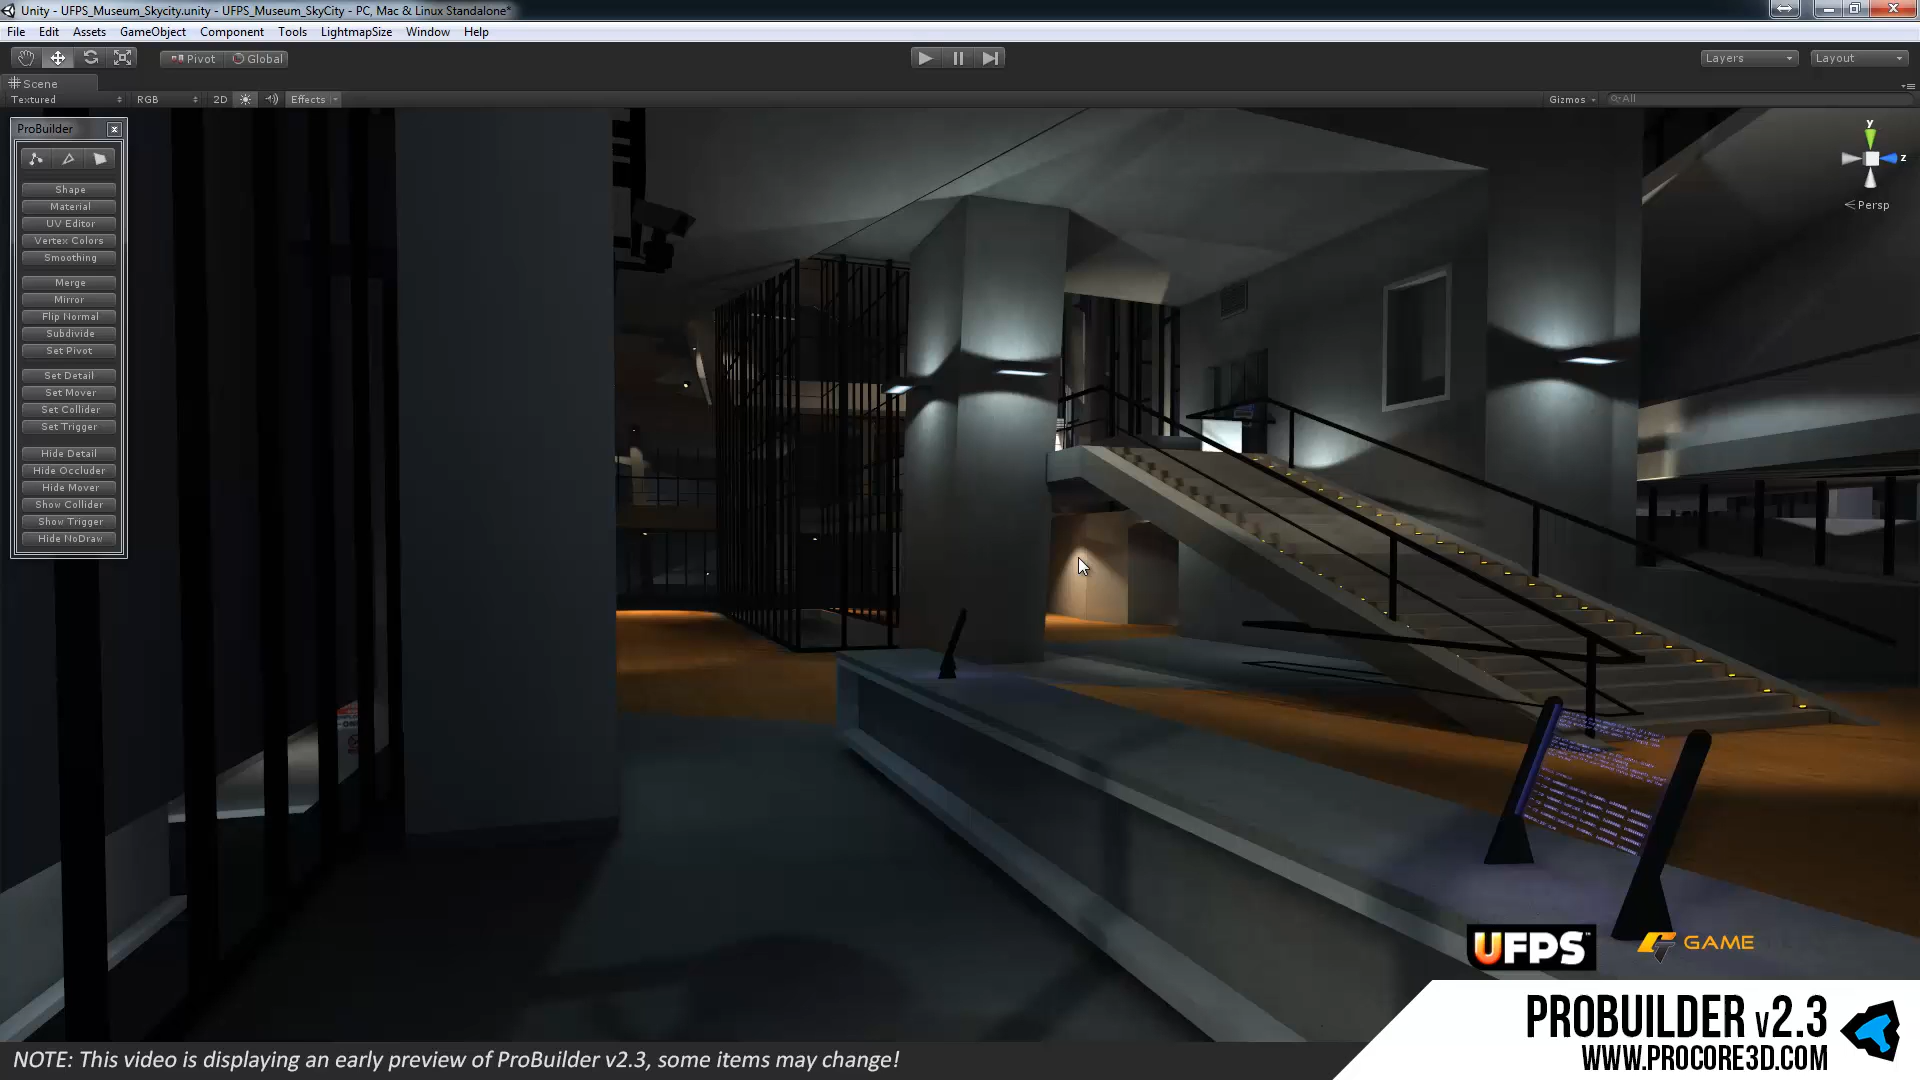 Unity - UFPS_Museum_Skycity.unity - UFPS_Museum_SkyCity - PC, Mac & Linux Standalone*
File Edit Assets GameObject Component Tools LightmapSize Window Help
Pivot Global Layers Layout
Scene
Textured RGB 2D Effects Gizmos All
ProBuilder
Shape
Material
UV Editor
Vertex Colors
Smoothing
Merge
Mirror
Flip Normal
Subdivide
Set Pivot
Set Detail
Set Mover
Set Collider
Set Trigger
Hide Detail
Hide Occluder
Hide Mover
Show Collider
Show Trigger
Hide NoDraw
y
z
Persp
UFPS™ GAME
PROBUILDER v2.3
WWW.PROCORE3D.COM
NOTE: This video is displaying an early preview of ProBuilder v2.3, some items may change!